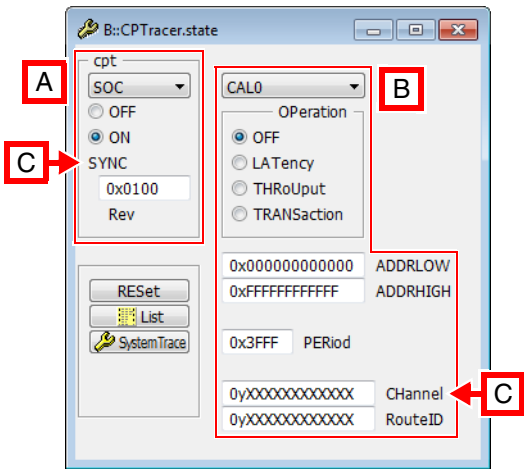 B::CPTracer.state
A
cpt
SOC
OFF
ON
C
SYNC
0x0100
Rev
RESet
List
SystemTrace
B
CAL0
OPeration
OFF
LATency
THRoUput
TRANSaction
0x000000000000 ADDRLOW
0xFFFFFFFFFFFF ADDRHIGH
0x3FFF PERiod
0yXXXXXXXXXXXX CHannel
C
0yXXXXXXXXXXXX RouteID